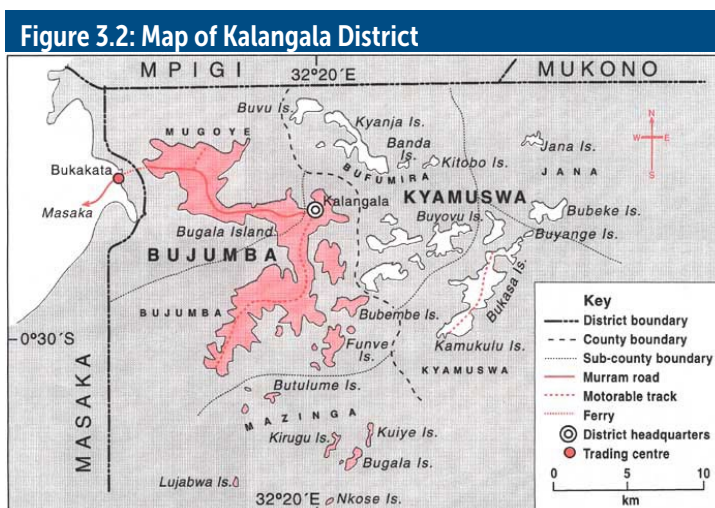 Figure 3.2: Map of Kalangala District
MPIGI
32°20´E
MUKONO
Buvu Is.
Kyanja Is.
MUGOYE
Banda Is.
Kitobo Is.
Jana Is.
N
W E
S
BUFUMIRA
JANA
Bukakata
Masaka
Kalangala
KYAMUSWA
Buyovu Is.
Bubeke Is.
Buyange Is.
Bugala Island
BUJUMBA
BUJUMBA
Bukasa Is.
Bubembe Is.
0°30´S
Funve Is.
Kamukulu Is.
KYAMUSWA
MASAKA
Butulume Is.
MAZINGA
Kirugu Is.
Kuiye Is.
Bugala Is.
Lujabwa Is.
32°20´E
Nkose Is.
Key
District boundary
County boundary
Sub-county boundary
Murram road
Motorable track
Ferry
District headquarters
Trading centre
0 5 10
km